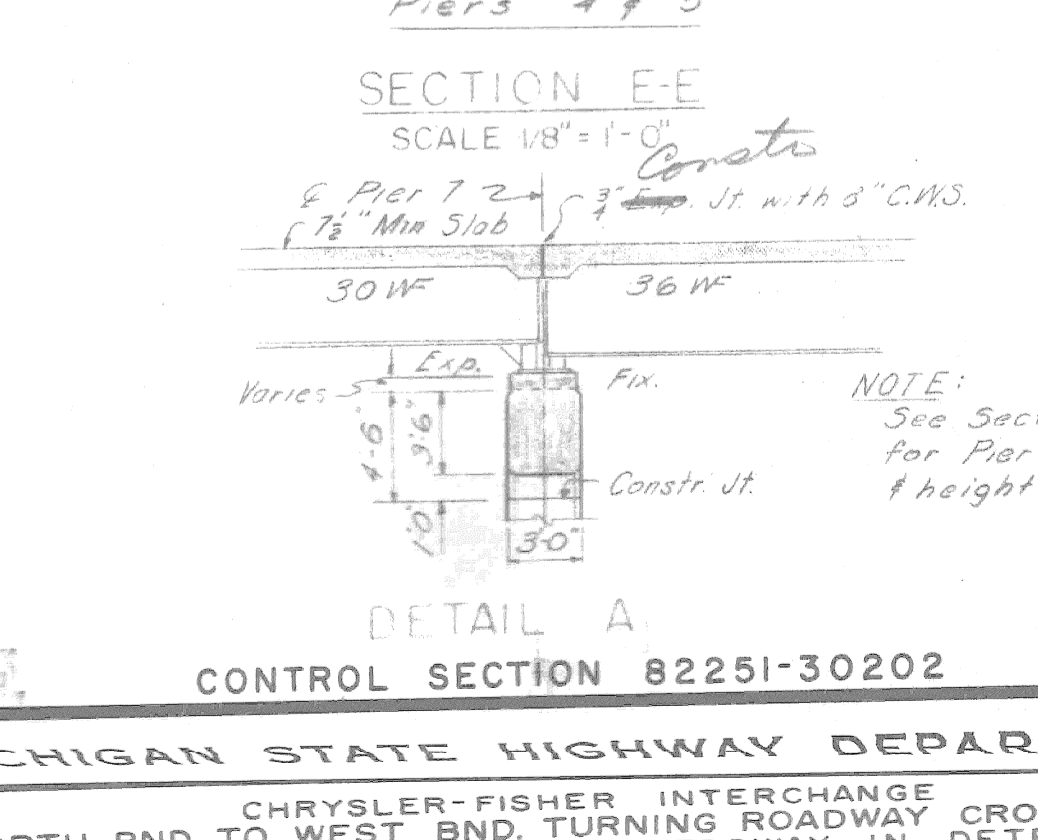 Piers 4 & 5
SECTION E-E
SCALE 1/8" = 1'-0"
Constr
℄ Pier 7
3/4" Exp. Jt. with 8" C.W.S.
7 1/2" Min Slab
30 WF
36 WF
Exp.
Fix.
Varies
NOTE:
See Sec
for Pier
& height
4'-6"
3'-6"
Constr. Jt.
1'-0"
3'-0"
DETAIL A
CONTROL SECTION 82251-30202
CHIGAN STATE HIGHWAY DEPAR
CHRYSLER-FISHER INTERCHANGE
RTH BND TO WEST BND. TURNING ROADWAY CRO